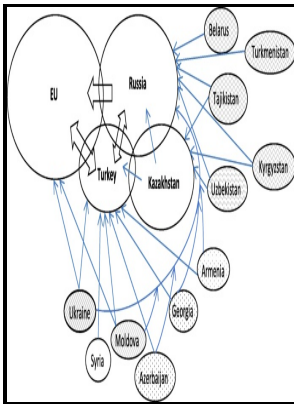 Belarus
EU
Russia
Turkmenistan
Tajikistan
Turkey
Kazakhstan
Kyrgyzstan
Uzbekistan
Armenia
Ukraine
Georgia
Moldova
Syria
Azerbaijan